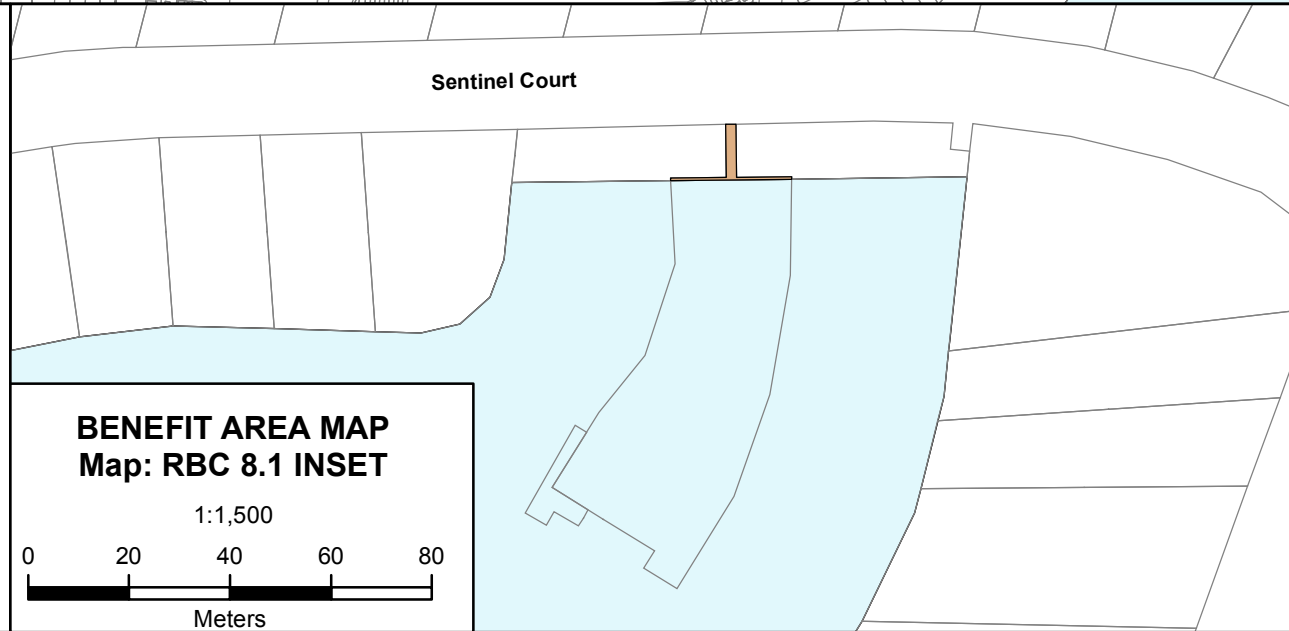 Sentinel Court
BENEFIT AREA MAP
Map: RBC 8.1 INSET
1:1,500
0 20 40 60 80
Meters